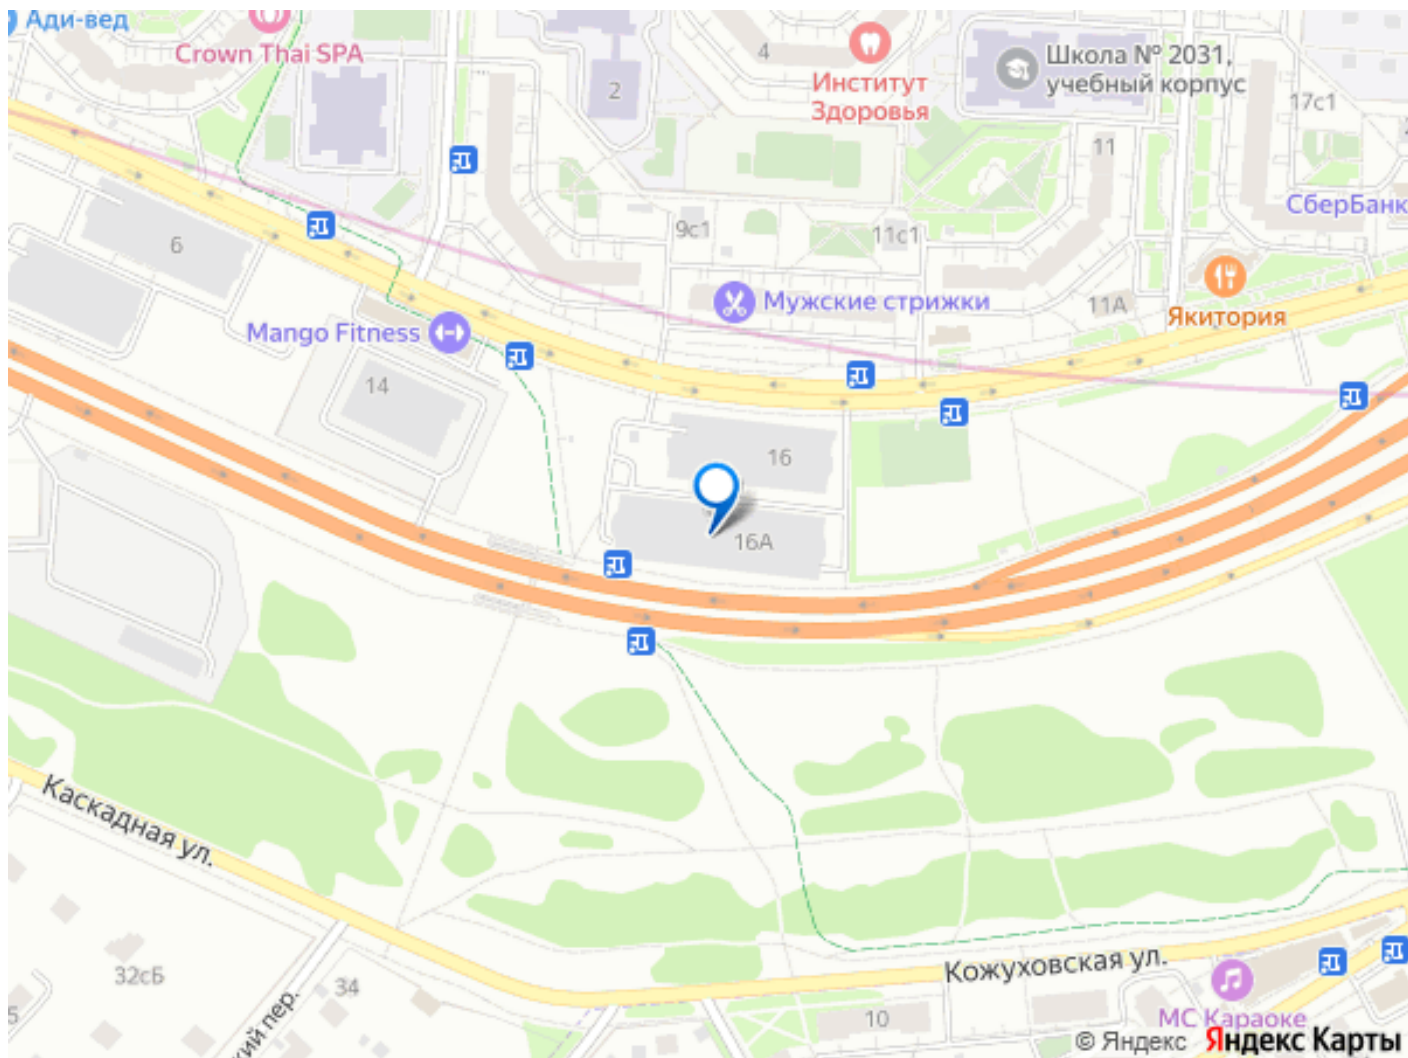 Ади-вед
Crown Thai SPA
4
Институт
Здоровья
Школа № 2031,
учебный корпус
2
17с1
11
СберБанк
6
9с1
11с1
Мужские стрижки
11А
Якитория
Mango Fitness
14
16
16А
Каскадная ул.
32сБ
34
5
кий пер.
Кожуховская ул.
10
МС Караоке
© Яндекс Яндекс Карты